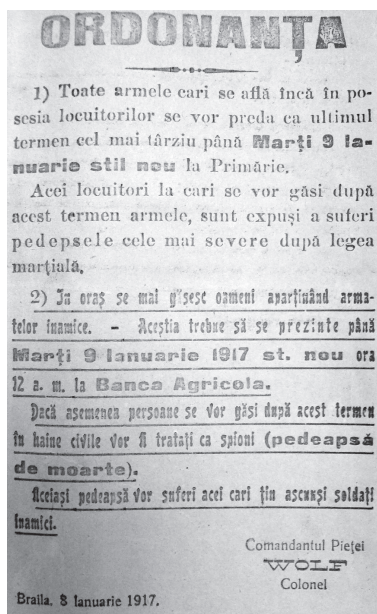 ORDONANȚA
1) Toate armele cari se află încă în po-
sesia locuitorilor se vor preda ca ultimul
termen cel mai târziu până Marți 9 Ia-
nuarie stil nou la Primărie.
Acei locuitori la cari se vor găsi după
acest termen armele, sunt expuși a suferi
pedepsele cele mai severe după legea
marțială.
2) In oraș se mai găsesc oameni aparținând arma-
telor inamice. – Aceștia trebue să se prezinte până
Marți 9 Ianuarie 1917 st. nou ora
12 a. m. la Banca Agricola.
Dacă asemenea persoane se vor găsi după acest termen
în haine civile vor fi tratați ca spioni (pedeapsă
de moarte).
Aceiași pedeapsă vor suferi acei cari țin ascunși soldați
inamici.
Comandantul Pieței
WOLF
Colonel
Braila. 8 Ianuarie 1917.